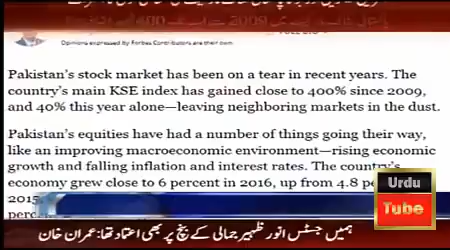 Opinions expressed by Forbes Contributors are their own.
Pakistan's stock market has been on a tear in recent years. The
country's main KSE index has gained close to 400% since 2009,
and 40% this year alone—leaving neighboring markets in the dust.
Pakistan's equities have had a number of things going their way,
like an improving macroeconomic environment—rising economic
growth and falling inflation and interest rates. The country's
economy grew close to 6 percent in 2016, up from 4.8 pe
2015
perc
Urdu
Tube
ہمیں جسٹس انور ظہیر جمالی کے بنچ پر بھی اعتماد تھا: عمران خان